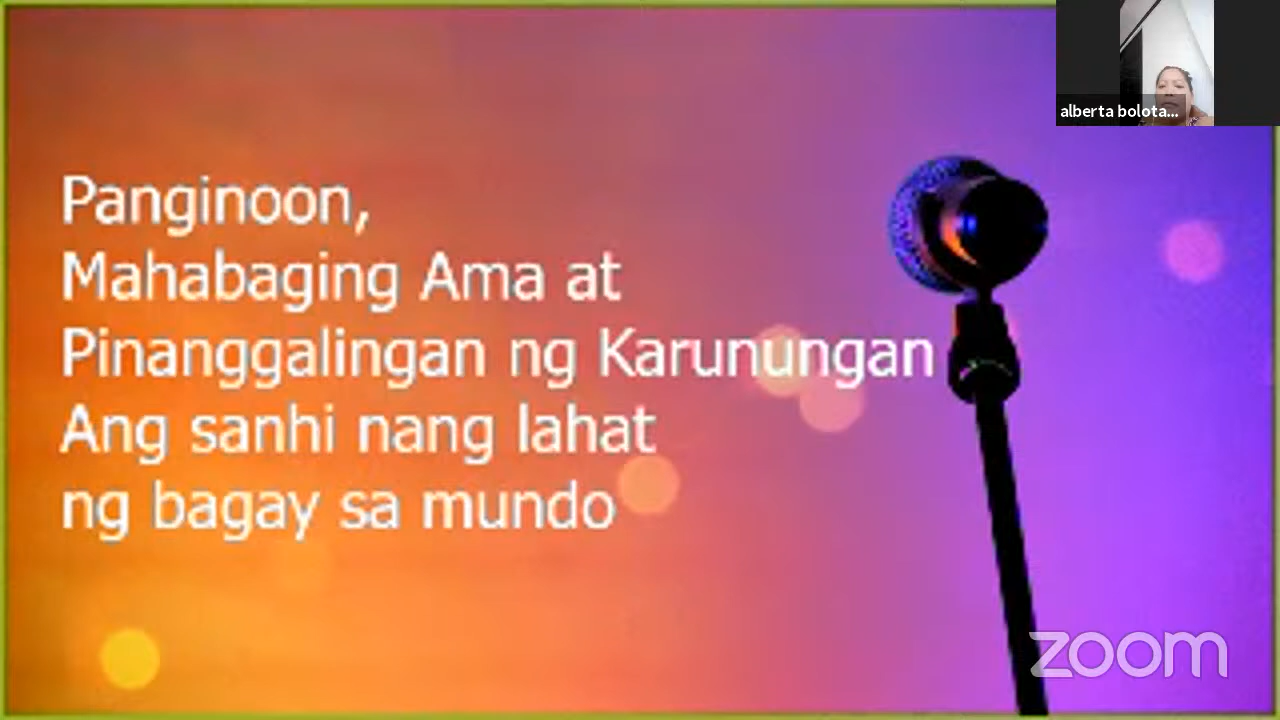 alberta bolota...
Panginoon,
Mahabaging Ama at
Pinanggalingan ng Karunungan
Ang sanhi nang lahat
ng bagay sa mundo
zoom